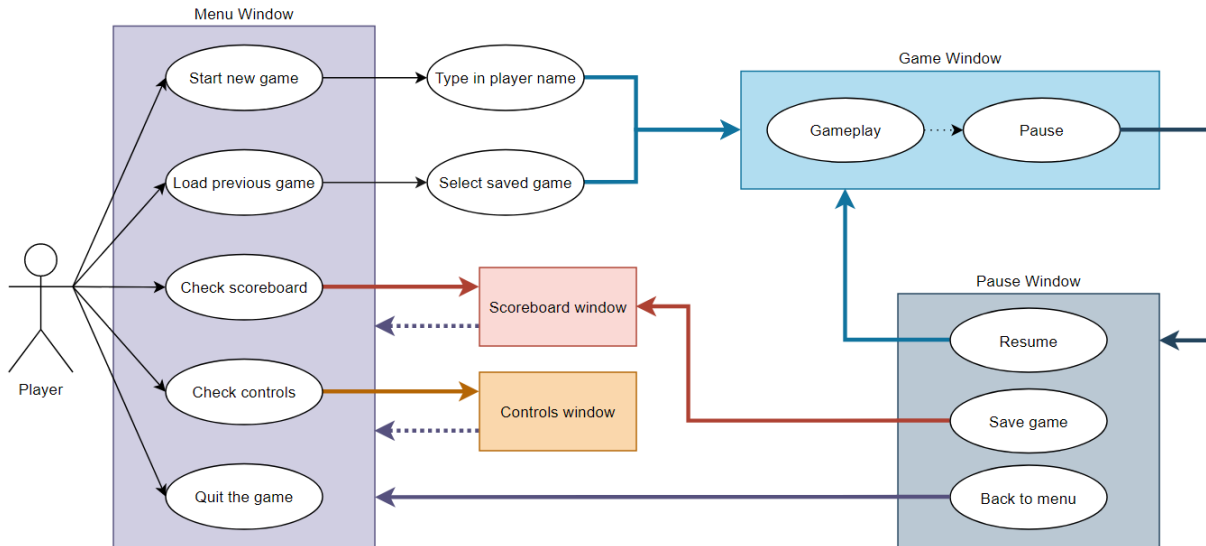 Menu Window
Start new game
Type in player name
Game Window
Gameplay
Pause
Load previous game
Select saved game
Check scoreboard
Scoreboard window
Pause Window
Resume
Player
Check controls
Controls window
Save game
Quit the game
Back to menu